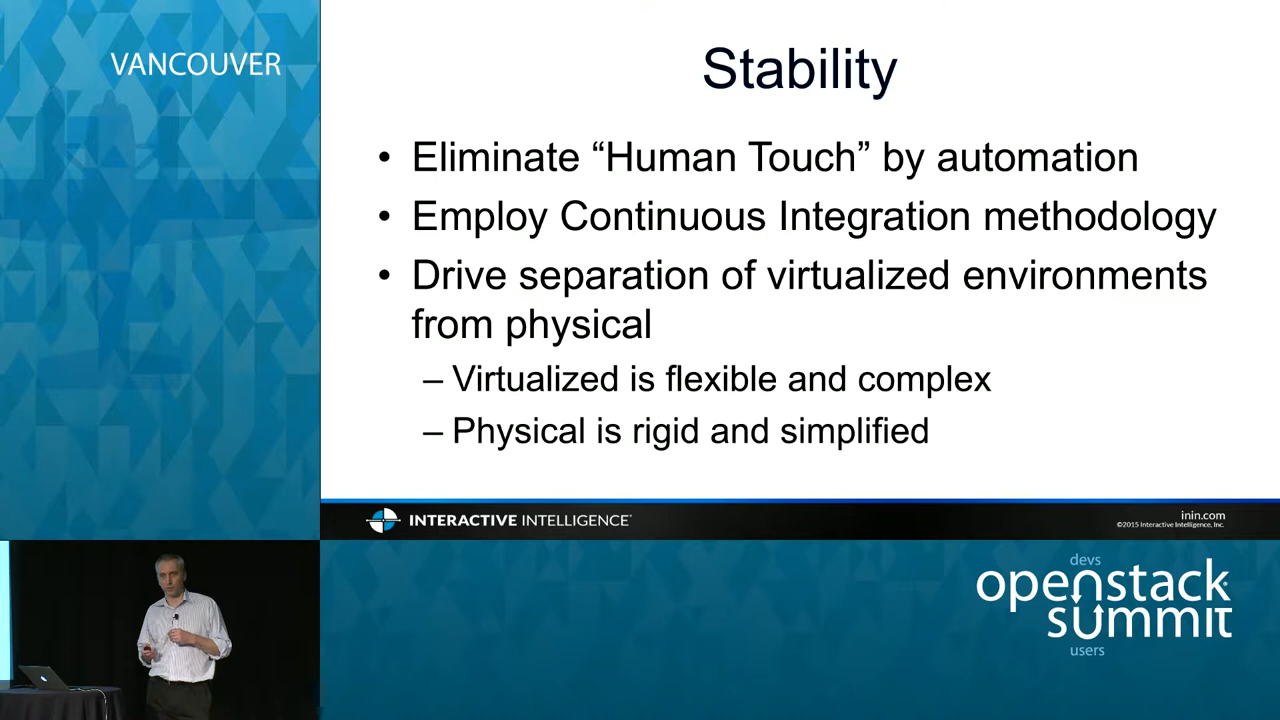 VANCOUVER
Stability
• Eliminate “Human Touch” by automation
• Employ Continuous Integration methodology
• Drive separation of virtualized environments
from physical
– Virtualized is flexible and complex
– Physical is rigid and simplified
INTERACTIVE INTELLIGENCE®
inin.com
©2015 Interactive Intelligence, Inc.
devs
openstack®
summit
users